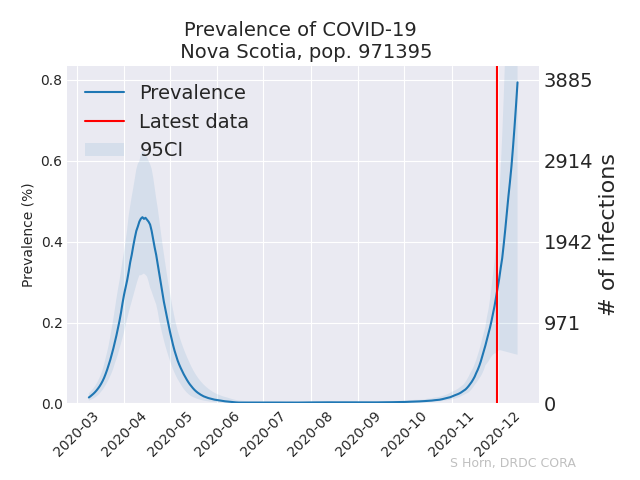 Prevalence of COVID-19
Nova Scotia, pop. 971395
Prevalence
Latest data
95CI
Prevalence (%)
0.8
0.6
0.4
0.2
0.0
3885
2914
1942
971
0
# of infections
2020-03
2020-04
2020-05
2020-06
2020-07
2020-08
2020-09
2020-10
2020-11
2020-12
S Horn, DRDC CORA